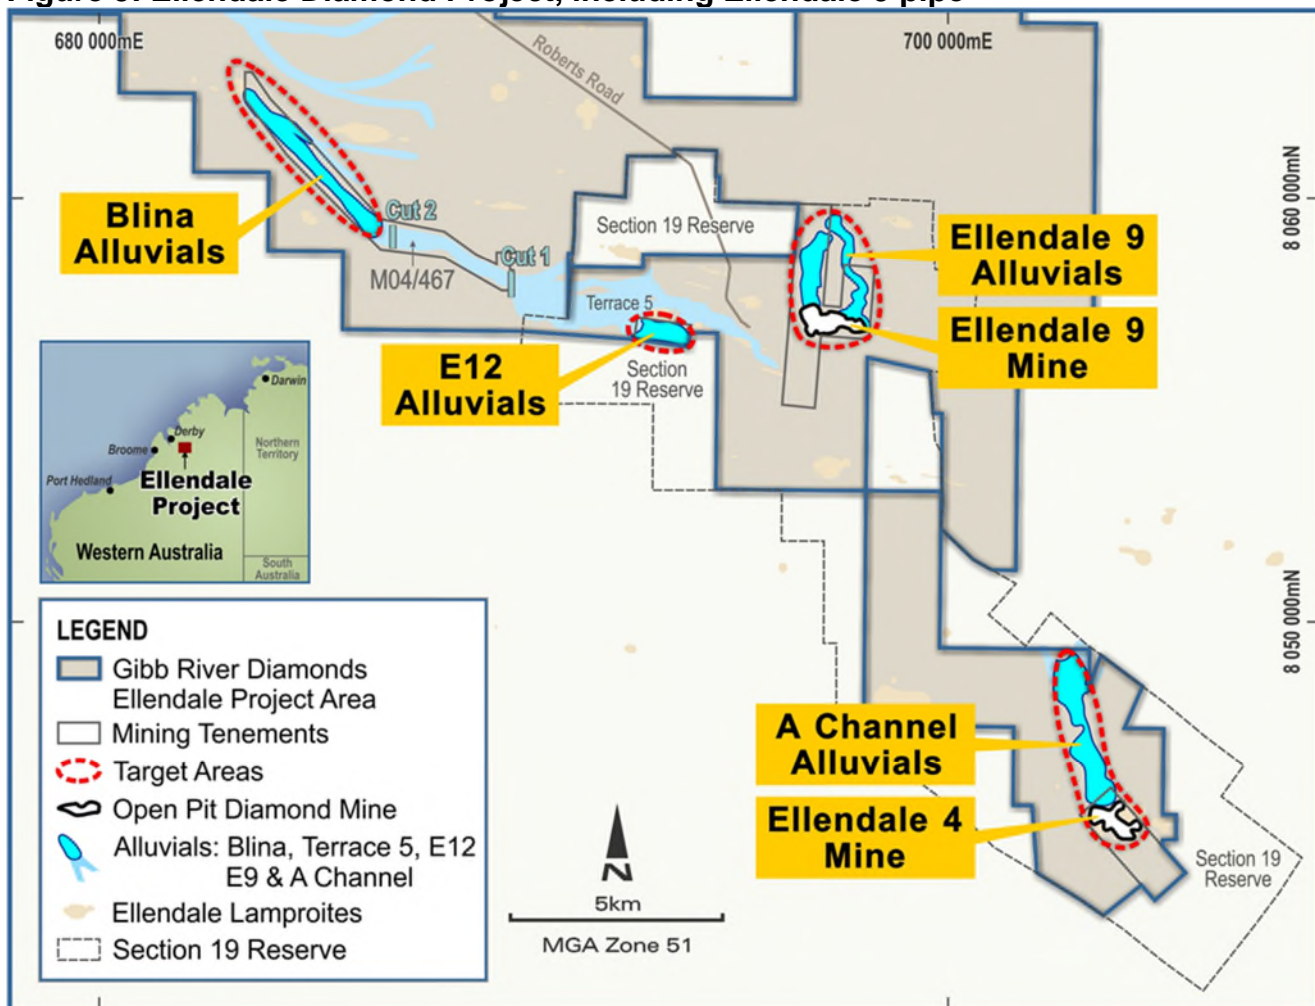 680 000mE
700 000mE
Roberts Road
8 060 000mN
Blina
Alluvials
Cut 2
Section 19 Reserve
Ellendale 9
Alluvials
Cut 1
M04/467
Terrace 5
Ellendale 9
Mine
E12
Alluvials
Section
19 Reserve
Darwin
Derby
Broome
Northern
Territory
Port Hedland
Ellendale
Project
Western Australia
South
Australia
8 050 000mN
LEGEND
Gibb River Diamonds
Ellendale Project Area
Mining Tenements
Target Areas
Open Pit Diamond Mine
Alluvials: Blina, Terrace 5, E12
E9 & A Channel
Ellendale Lamproites
Section 19 Reserve
N
5km
MGA Zone 51
A Channel
Alluvials
Ellendale 4
Mine
Section 19
Reserve